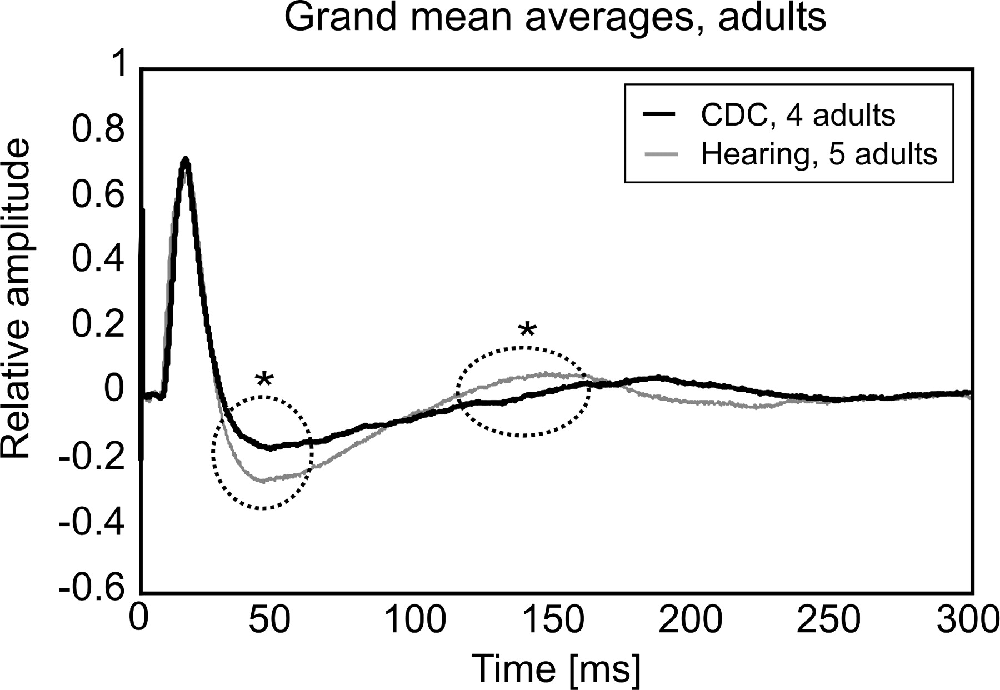 Grand mean averages, adults
1
0.8
0.6
0.4
0.2
0
-0.2
-0.4
-0.6
Relative amplitude
CDC, 4 adults
Hearing, 5 adults
*
*
0 50 100 150 200 250 300
Time [ms]